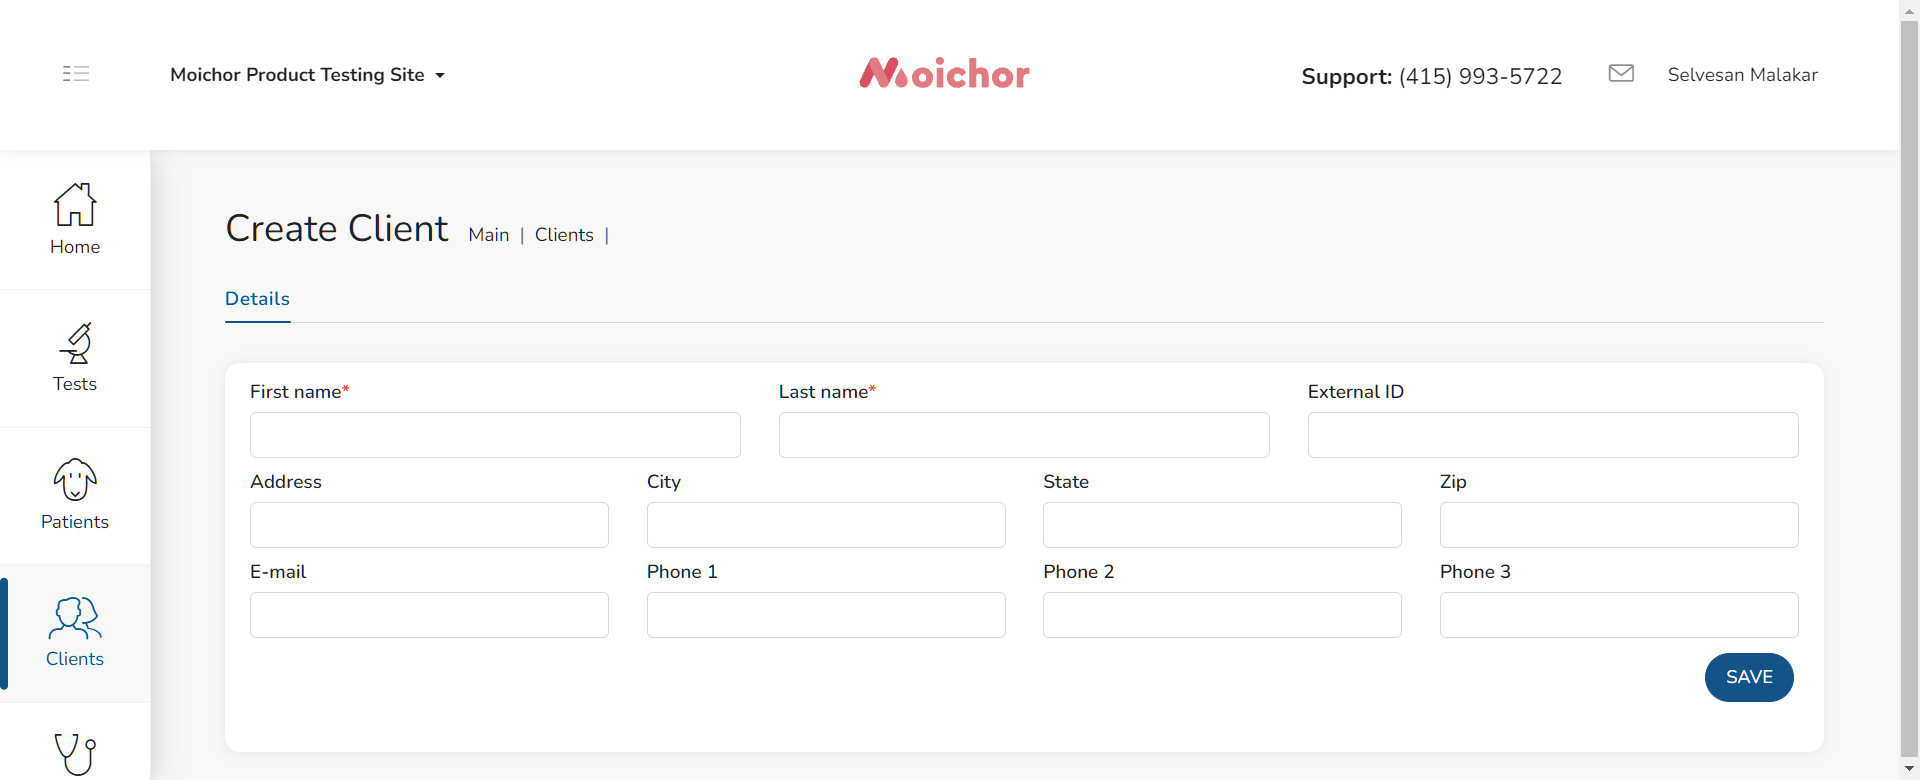 Moichor Product Testing Site
Moichor
Support: (415) 993-5722
Selvesan Malakar
Home
Tests
Patients
Clients
Create Client Main | Clients |
Details
First name* Last name* External ID
Address City State Zip
E-mail Phone 1 Phone 2 Phone 3
SAVE